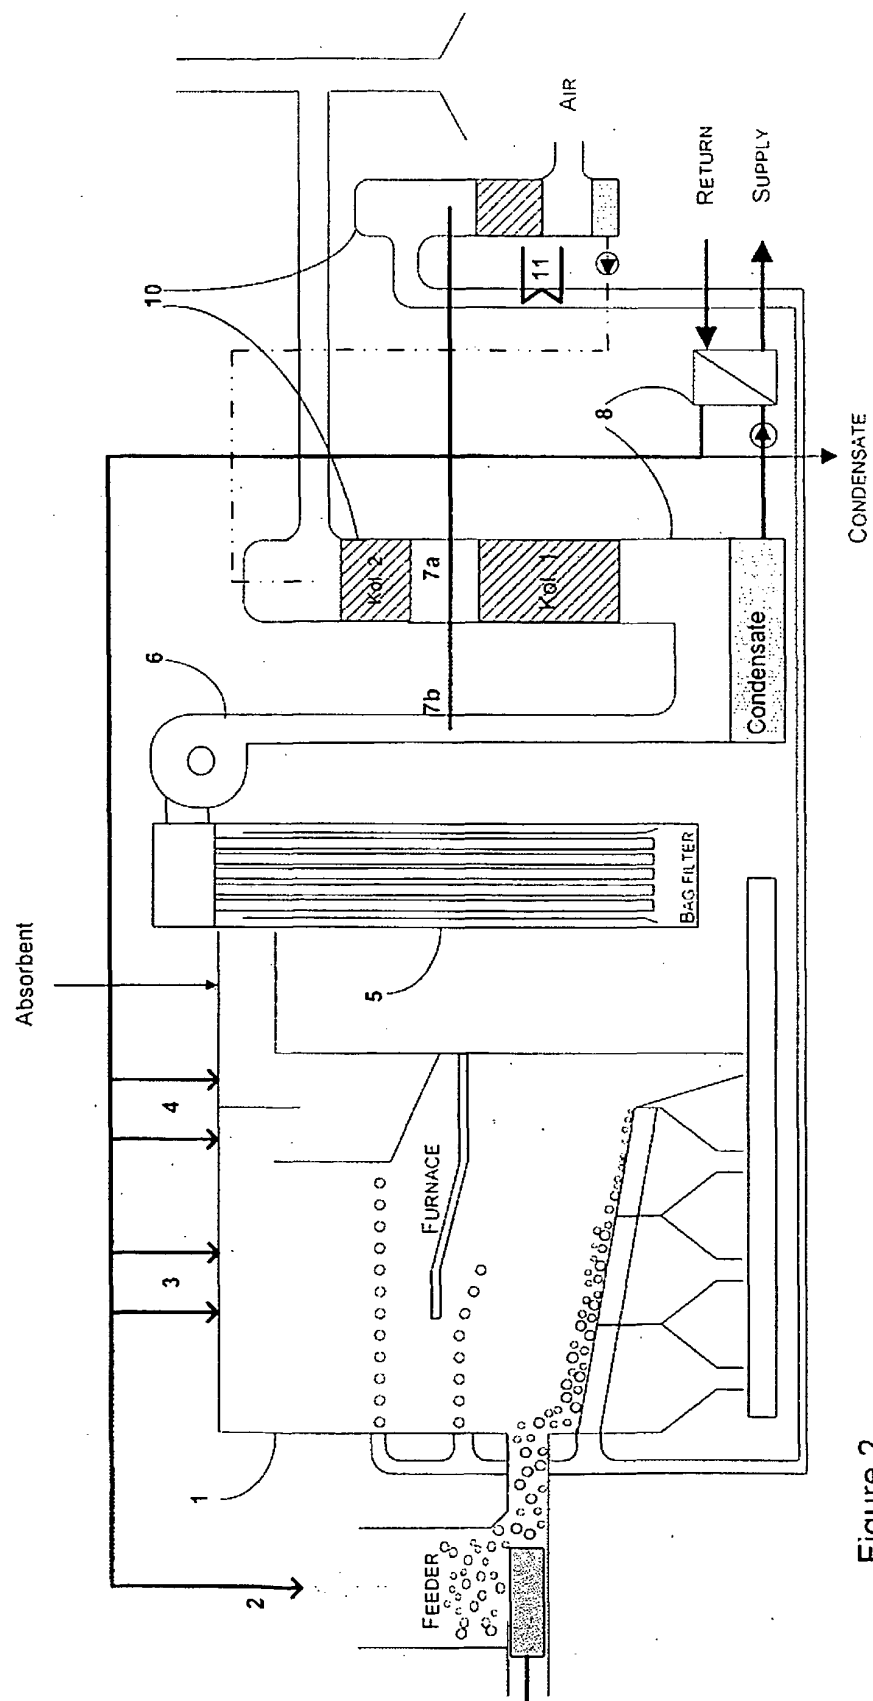 Absorbent
AIR
RETURN
SUPPLY
10
11
8
CONDENSATE
Kol. 2
7a
Kol. 1
6
7b
Condensate
BAG FILTER
5
4
3
FURNACE
1
2
FEEDER
Figure 2